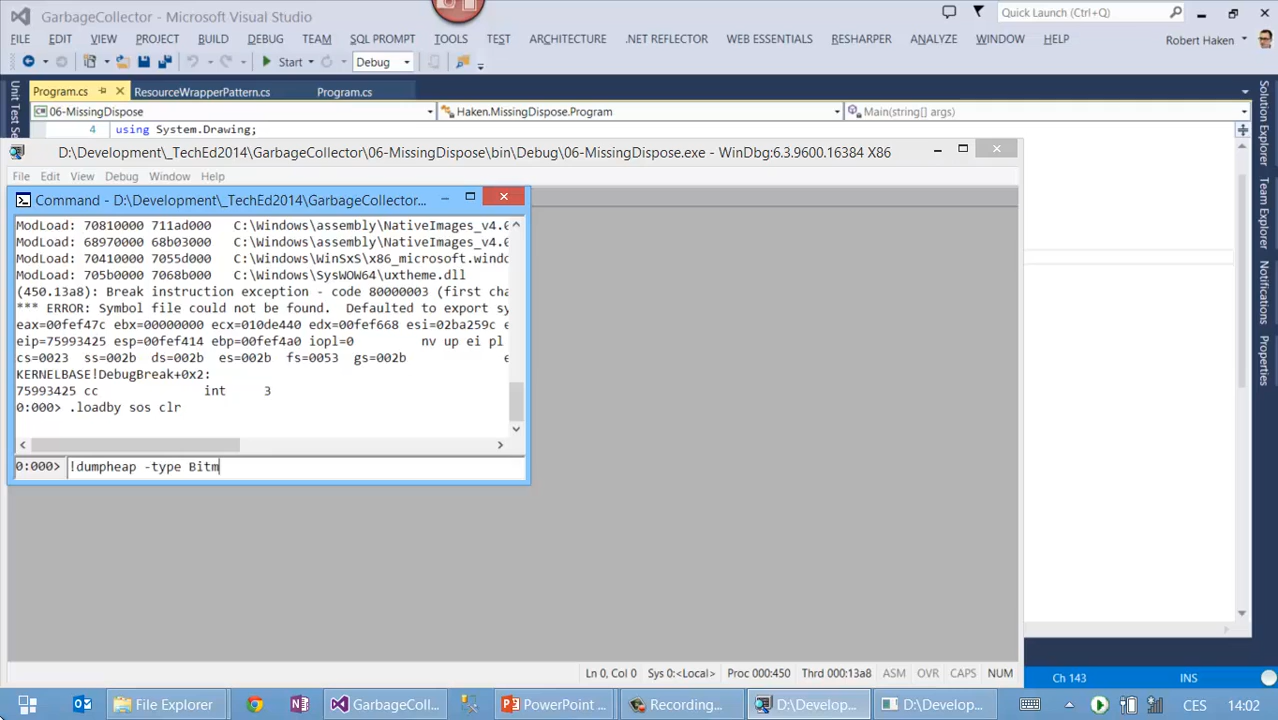 GarbageCollector - Microsoft Visual Studio
Quick Launch (Ctrl+Q)
FILE EDIT VIEW PROJECT BUILD DEBUG TEAM SQL PROMPT TOOLS TEST ARCHITECTURE .NET REFLECTOR WEB ESSENTIALS RESHARPER ANALYZE WINDOW HELP Robert Haken
Start Debug
Program.cs ResourceWrapperPattern.cs Program.cs
06-MissingDispose Haken.MissingDispose.Program Main(string[] args)
4 using System.Drawing;
Unit Test Se
Solution Explorer
Team Explorer
Notifications
Properties
D:\Development\_TechEd2014\GarbageCollector\06-MissingDispose\bin\Debug\06-MissingDispose.exe - WinDbg:6.3.9600.16384 X86
File Edit View Debug Window Help
Command - D:\Development\_TechEd2014\GarbageCollector...
ModLoad: 70810000 711ad000 C:\Windows\assembly\NativeImages_v4.0
ModLoad: 68970000 68b03000 C:\Windows\assembly\NativeImages_v4.0
ModLoad: 70410000 7055d000 C:\Windows\WinSxS\x86_microsoft.windo
ModLoad: 705b0000 7068b000 C:\Windows\SysWOW64\uxtheme.dll
(450.13a8): Break instruction exception - code 80000003 (first cha
*** ERROR: Symbol file could not be found. Defaulted to export sy
eax=00fef47c ebx=00000000 ecx=010de440 edx=00fef668 esi=02ba259c e
eip=75993425 esp=00fef414 ebp=00fef4a0 iopl=0 nv up ei pl
cs=0023 ss=002b ds=002b es=002b fs=0053 gs=002b e
KERNELBASE!DebugBreak+0x2:
75993425 cc int 3
0:000> .loadby sos clr
0:000> !dumpheap -type Bitm
Ln 0, Col 0 Sys 0:<Local> Proc 000:450 Thrd 000:13a8 ASM OVR CAPS NUM
Ch 143 INS
File Explorer GarbageCollect... PowerPoint ... Recording... D:\Develop... D:\Develop... CES 14:02